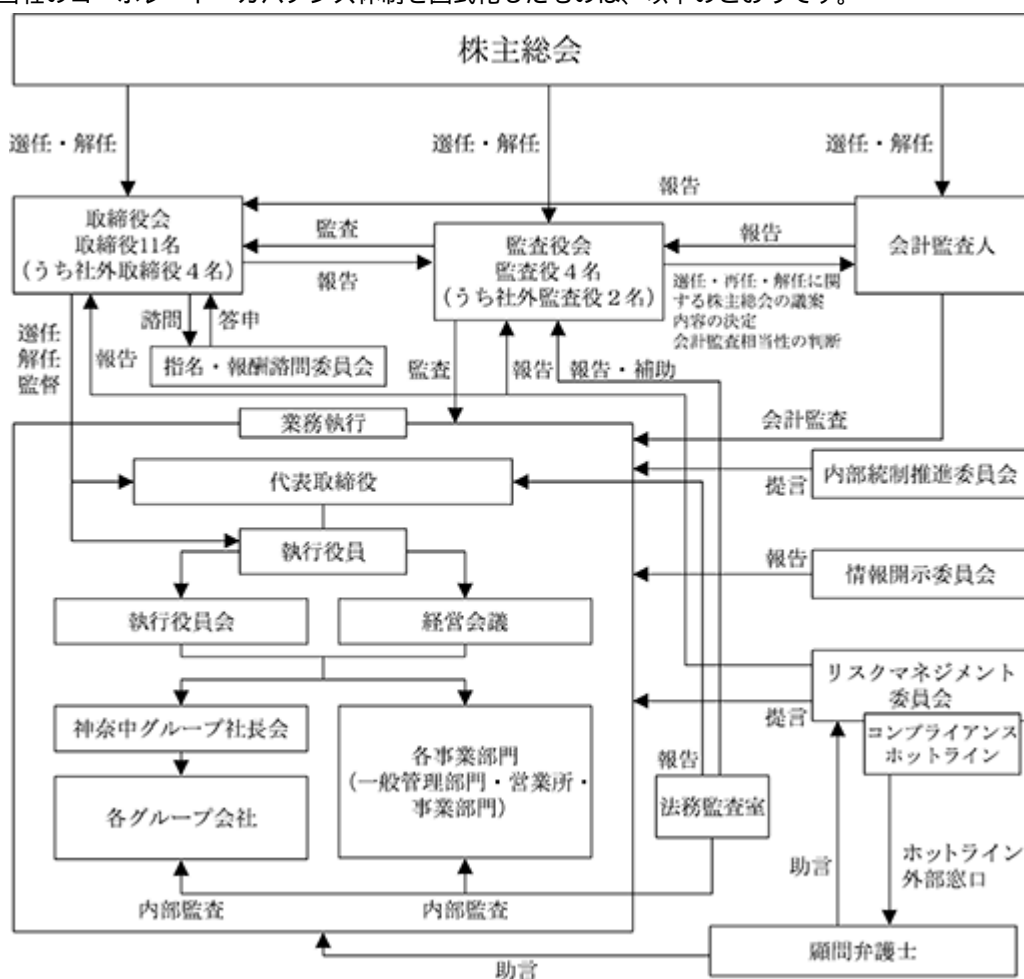 当社のコーポレート・ガバナンス体制を図式化したものは、以下のとおりです。
株主総会
選任・解任
選任・解任
選任・解任
報告
取締役会
取締役11名
（うち社外取締役４名）
監査
報告
監査役会
監査役４名
（うち社外監査役２名）
報告
会計監査人
選任・再任・解任に関
する株主総会の議案
内容の決定
会計監査相当性の判断
選任
解任
監督
報告
諮問
答申
指名・報酬諮問委員会
監査
報告
報告・補助
会計監査
業務執行
代表取締役
提言
内部統制推進委員会
執行役員
報告
情報開示委員会
執行役員会
経営会議
リスクマネジメント
委員会
提言
コンプライアンス
ホットライン
神奈中グループ社長会
各事業部門
（一般管理部門・営業所・
事業部門）
報告
法務監査室
各グループ会社
助言
ホットライン
外部窓口
内部監査
内部監査
顧問弁護士
助言